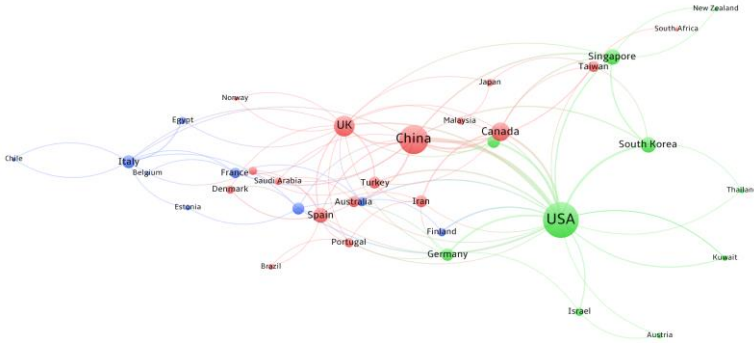 New Zealand
South Africa
Singapore
Taiwan
Japan
Norway
Malaysia
Egypt
UK
China
Canada
South Korea
Chile
Italy
Belgium
France
Saudi Arabia
Turkey
Denmark
Thailand
Estonia
Australia
Iran
Spain
USA
Finland
Portugal
Germany
Kuwait
Brazil
Israel
Austria